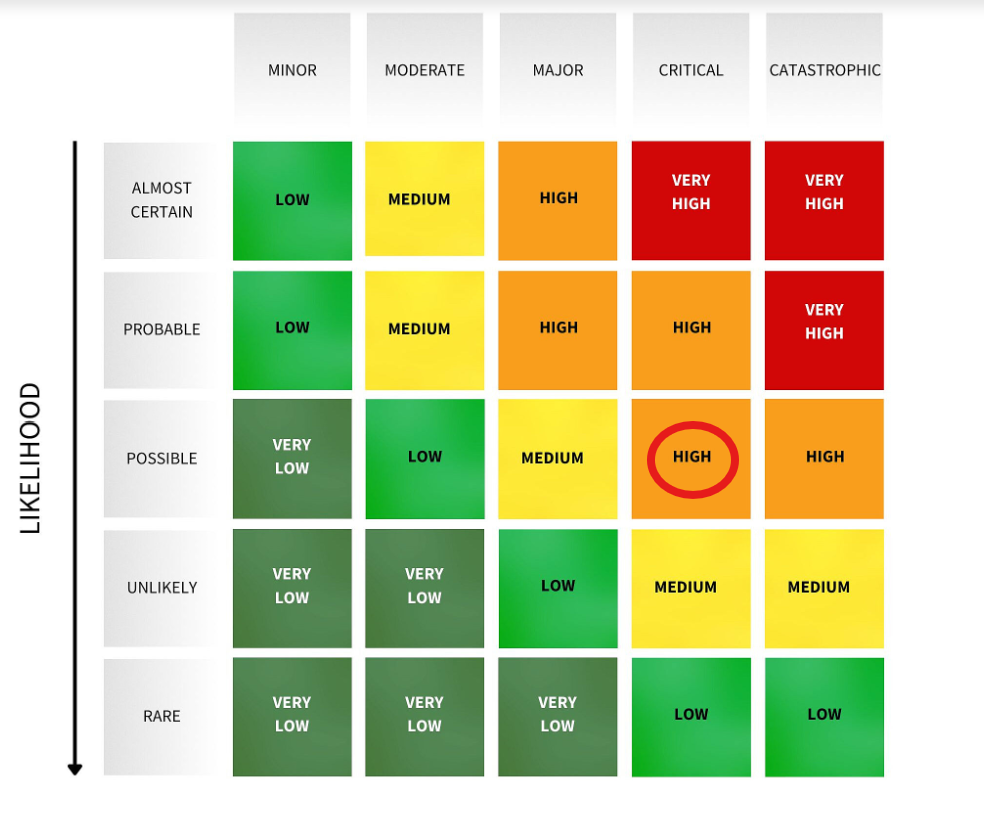 MINOR MODERATE MAJOR CRITICAL CATASTROPHIC
LIKELIHOOD
ALMOST
CERTAIN
LOW MEDIUM HIGH VERY
HIGH VERY
HIGH
PROBABLE LOW MEDIUM HIGH HIGH VERY
HIGH
POSSIBLE VERY
LOW LOW MEDIUM HIGH HIGH
UNLIKELY VERY
LOW VERY
LOW LOW MEDIUM MEDIUM
RARE VERY
LOW VERY
LOW VERY
LOW LOW LOW